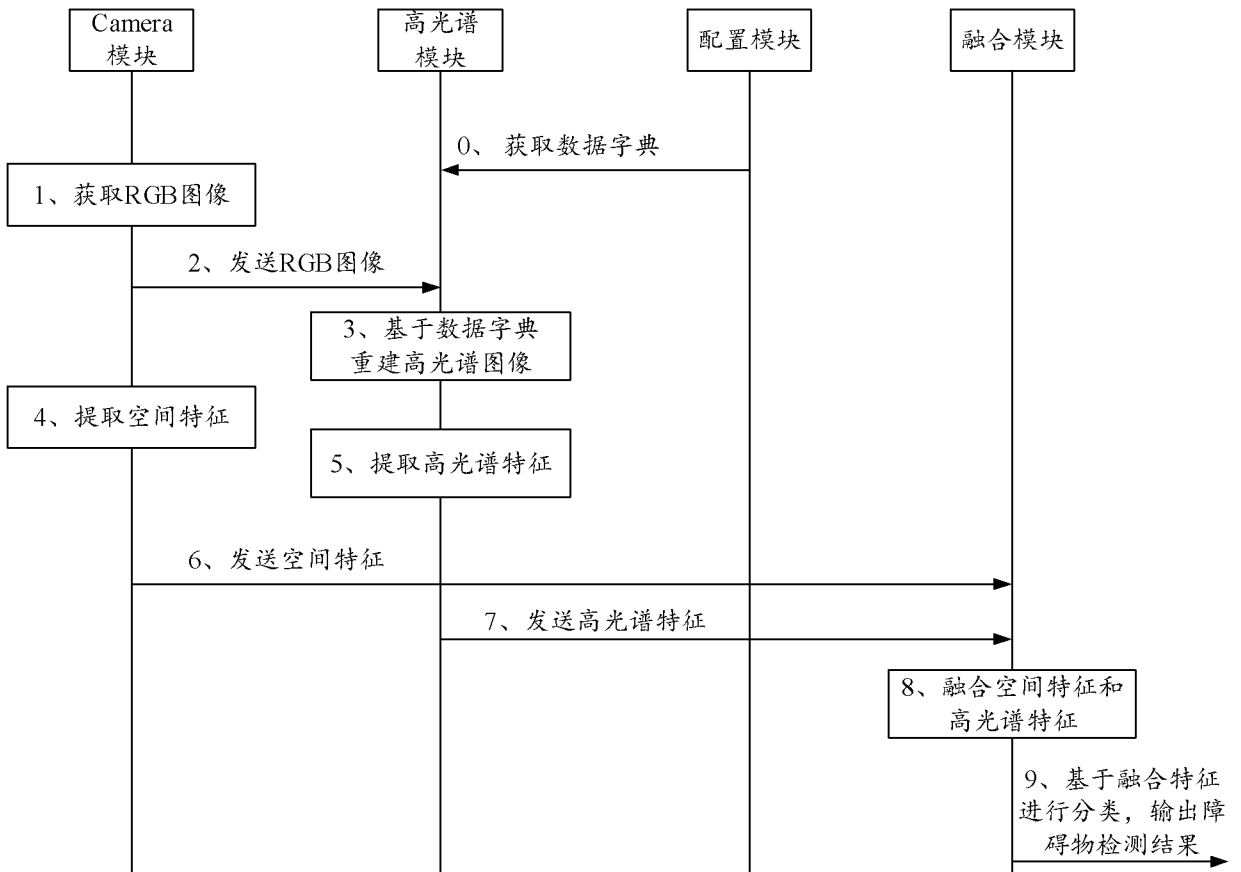 Camera
模块
高光谱
模块
配置模块
融合模块
0、 获取数据字典
1、获取RGB图像
2、发送RGB图像
3、基于数据字典
重建高光谱图像
4、提取空间特征
5、提取高光谱特征
6、发送空间特征
7、发送高光谱特征
8、融合空间特征和
高光谱特征
9、基于融合特征
进行分类，输出障
碍物检测结果